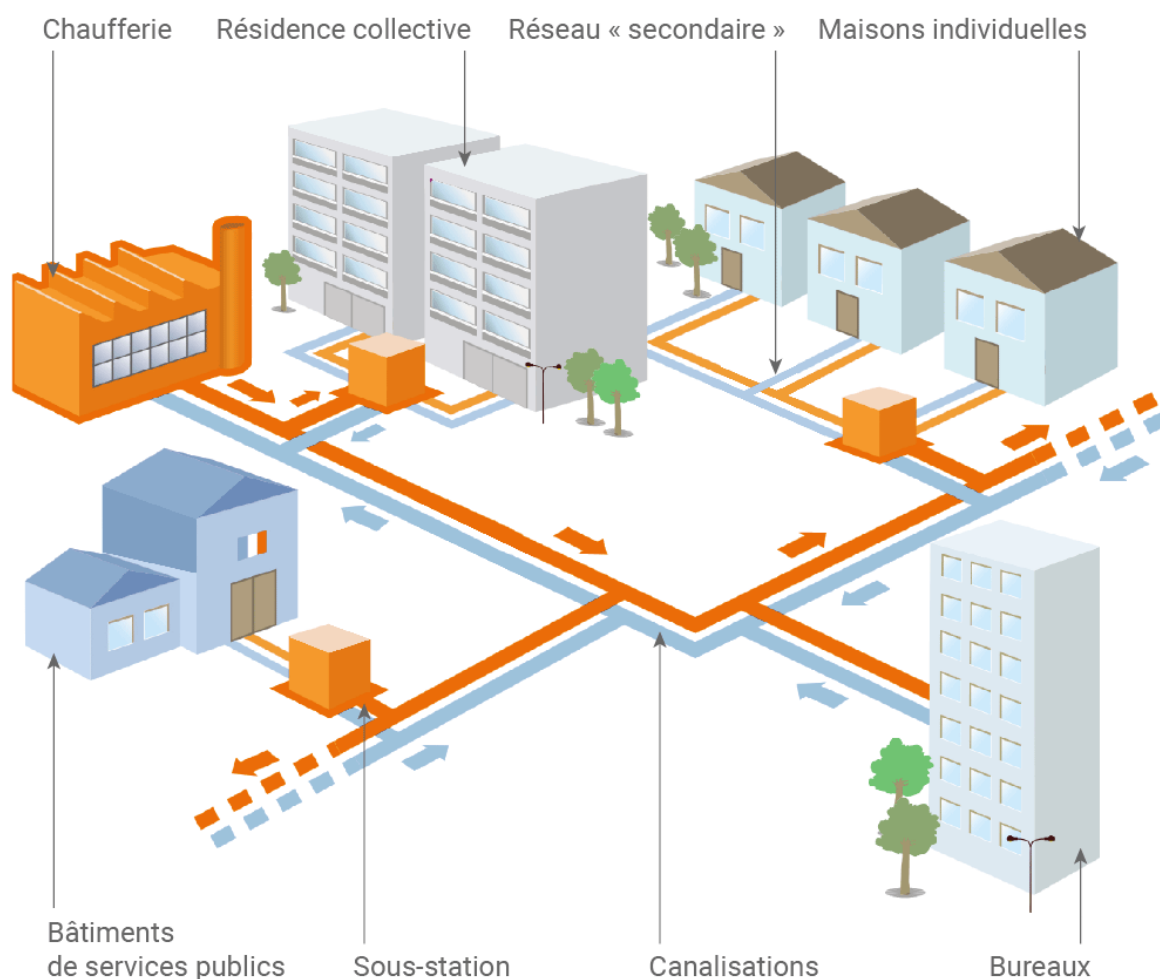 Chaufferie
Résidence collective
Réseau « secondaire »
Maisons individuelles
Bâtiments
de services publics
Sous-station
Canalisations
Bureaux